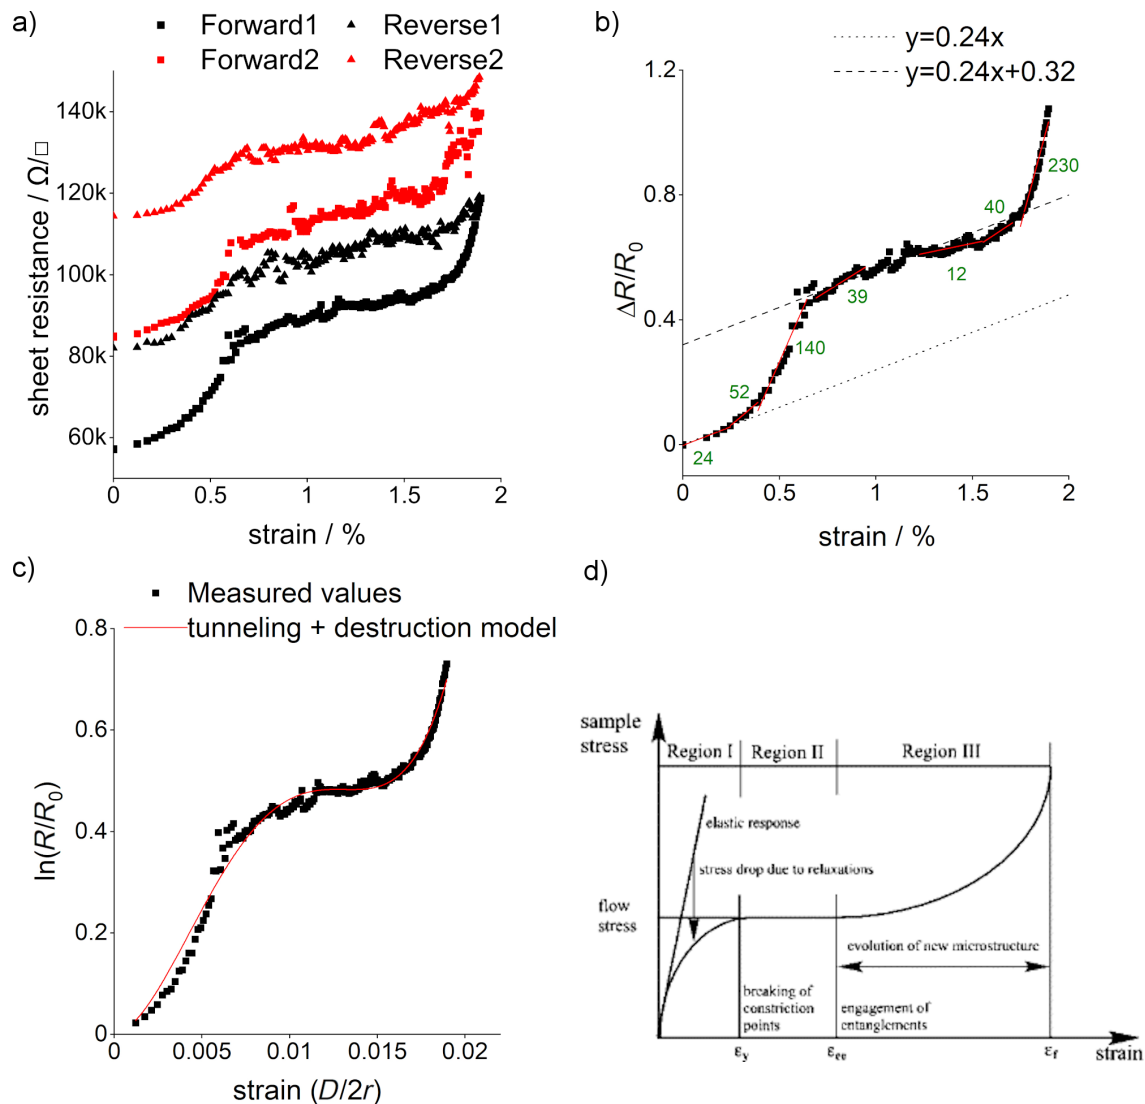 a)
Forward1
Reverse1
Forward2
Reverse2
140k
120k
100k
80k
60k
0
0.5
1
1.5
2
sheet resistance / Ω/□
strain / %
b)
y=0.24x
y=0.24x+0.32
1.2
0.8
0.4
0
ΔR/R0
230
40
39
12
140
52
24
0
0.5
1
1.5
2
strain / %
c)
Measured values
tunneling + destruction model
0.8
0.6
0.4
0.2
0
ln(R/R0)
0
0.005
0.01
0.015
0.02
strain (D/2r)
d)
sample
stress
Region I
Region II
Region III
elastic response
stress drop due to relaxations
flow
stress
evolution of new microstructure
breaking of
constriction
points
engagement of
entanglements
εy
εee
εf
strain